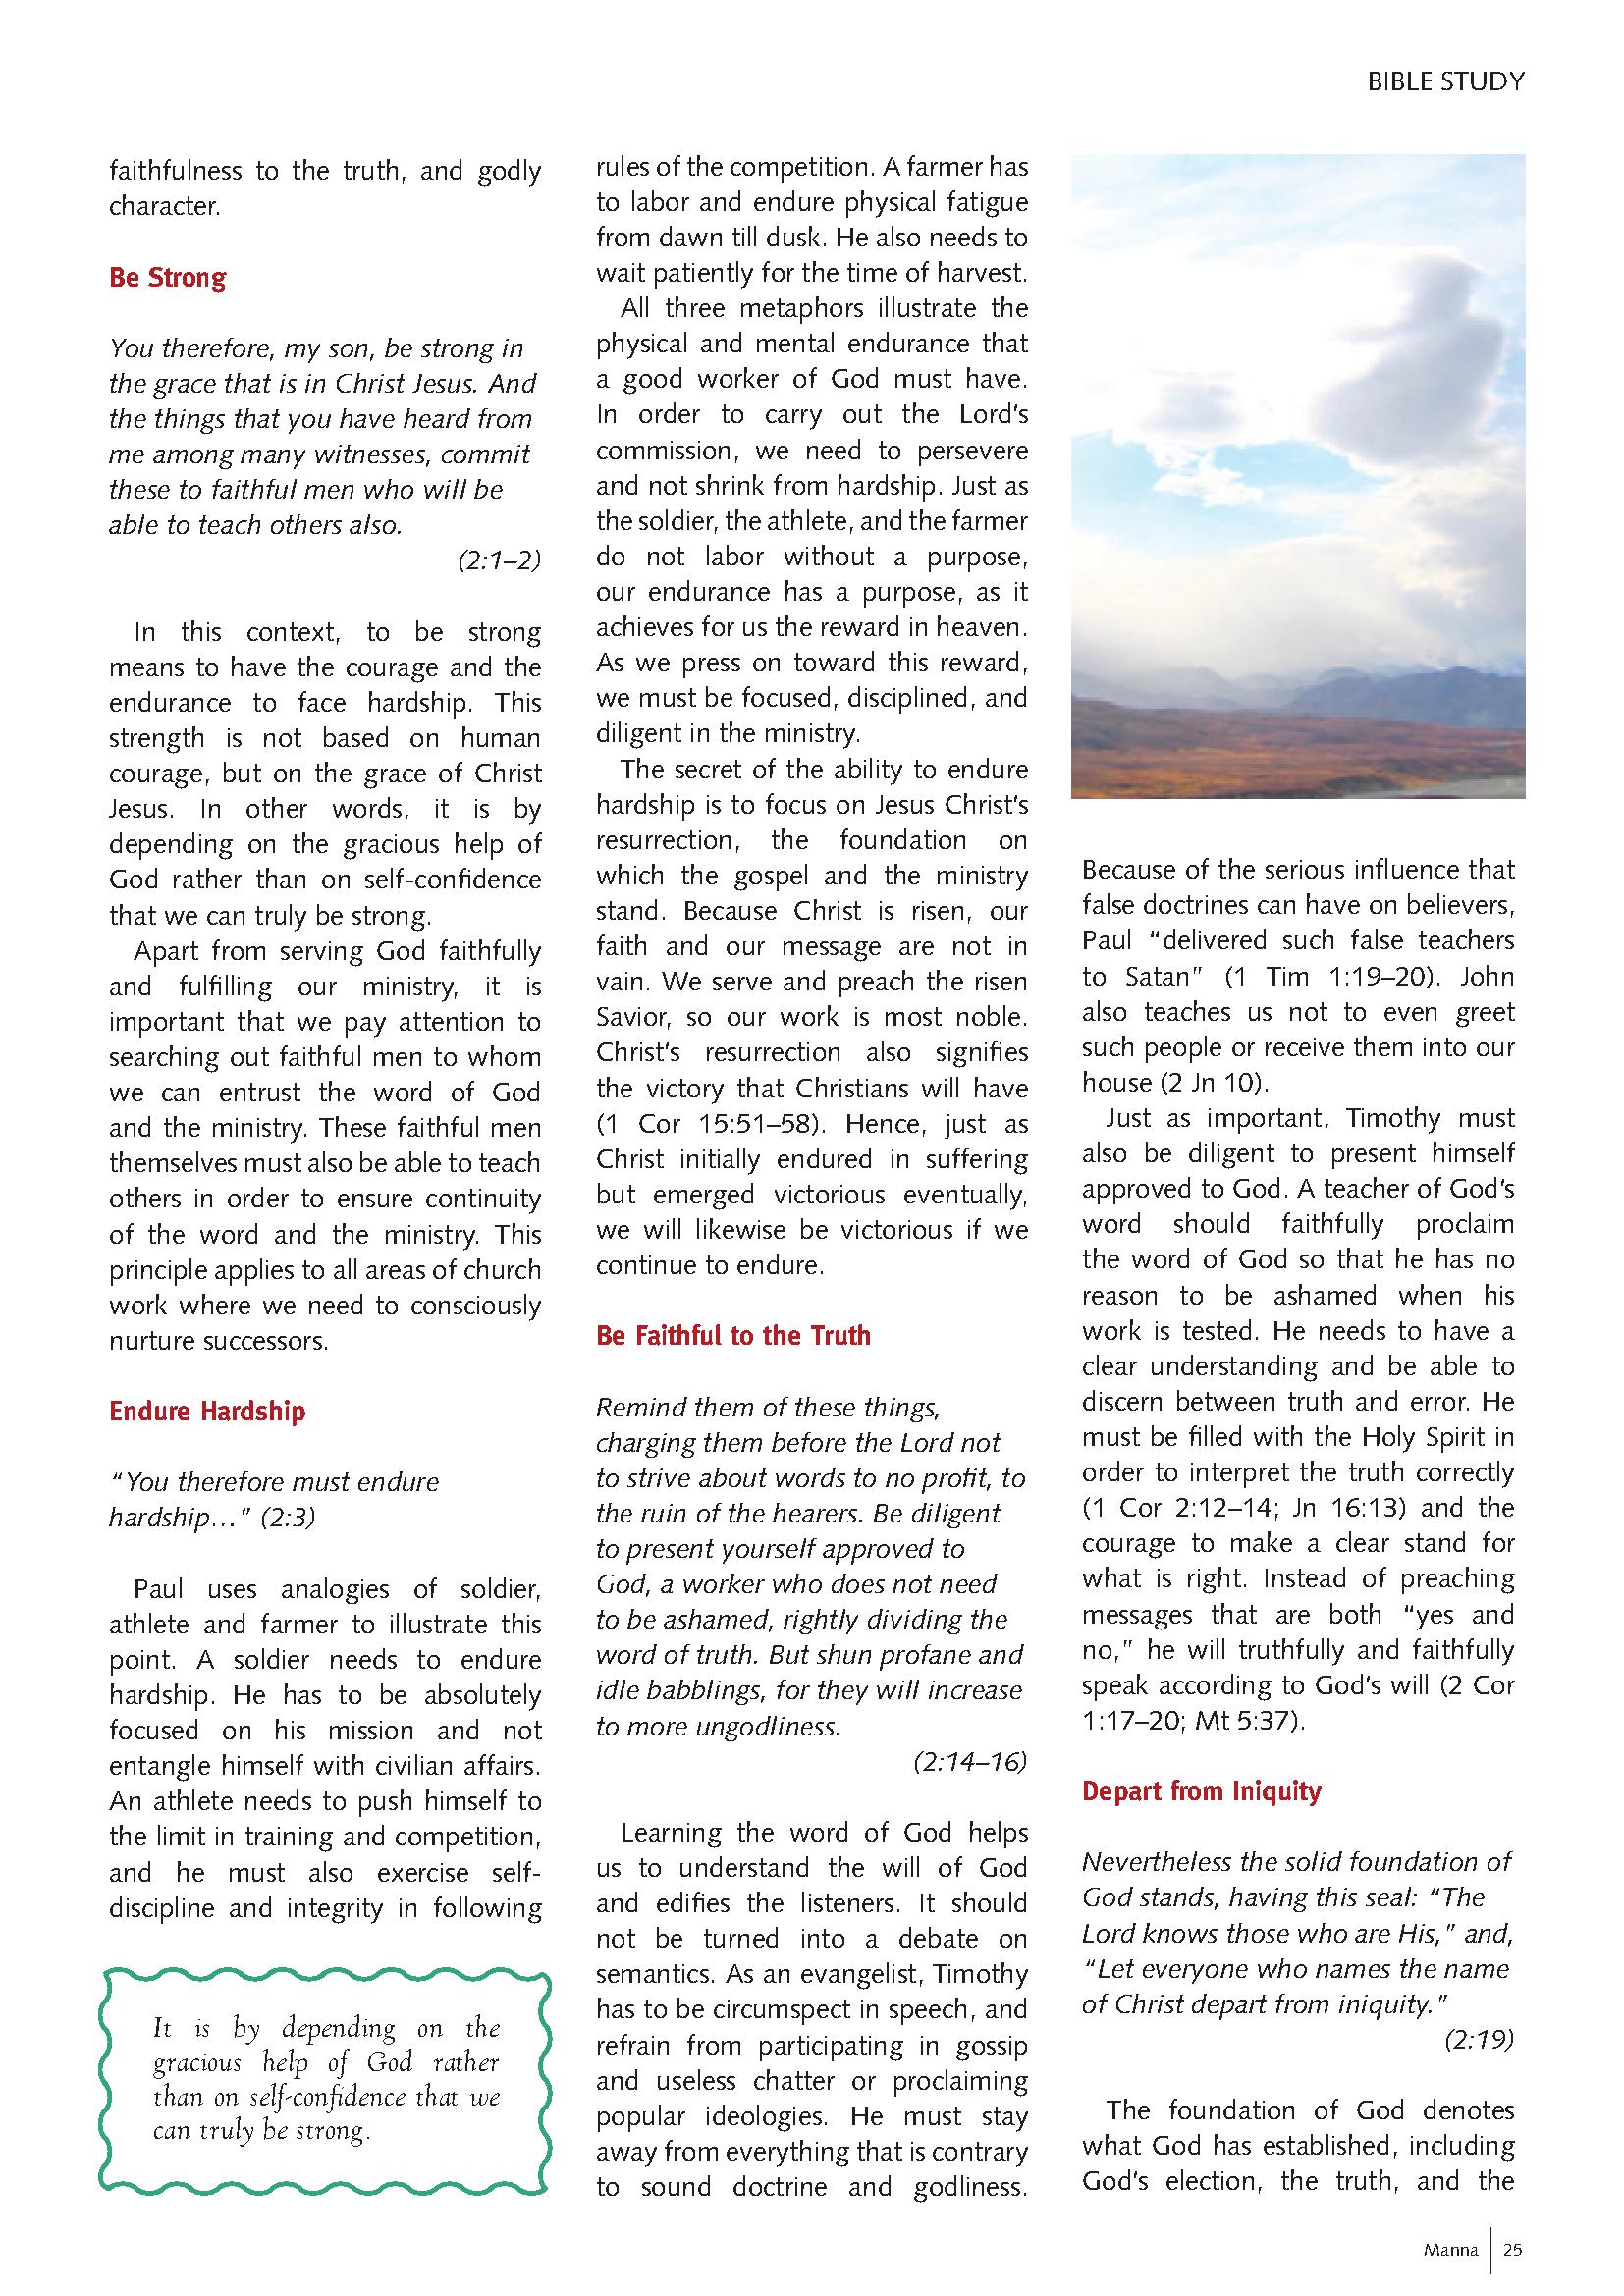 BIBLE STUDY
faithfulness to the truth, and godly
character.
Be Strong
You therefore, my son, be strong in
the grace that is in Christ Jesus. And
the things that you have heard from
me among many witnesses, commit
these to faithful men who will be
able to teach others also.
(2:1–2)
In this context, to be strong
means to have the courage and the
endurance to face hardship. This
strength is not based on human
courage, but on the grace of Christ
Jesus. In other words, it is by
depending on the gracious help of
God rather than on self-confidence
that we can truly be strong.
Apart from serving God faithfully
and fulfilling our ministry, it is
important that we pay attention to
searching out faithful men to whom
we can entrust the word of God
and the ministry. These faithful men
themselves must also be able to teach
others in order to ensure continuity
of the word and the ministry. This
principle applies to all areas of church
work where we need to consciously
nurture successors.
Endure Hardship
“You therefore must endure
hardship…” (2:3)
Paul uses analogies of soldier,
athlete and farmer to illustrate this
point. A soldier needs to endure
hardship. He has to be absolutely
focused on his mission and not
entangle himself with civilian affairs.
An athlete needs to push himself to
the limit in training and competition,
and he must also exercise self-
discipline and integrity in following
It is by depending on the
gracious help of God rather
than on self-confidence that we
can truly be strong.
rules of the competition. A farmer has
to labor and endure physical fatigue
from dawn till dusk. He also needs to
wait patiently for the time of harvest.
All three metaphors illustrate the
physical and mental endurance that
a good worker of God must have.
In order to carry out the Lord’s
commission, we need to persevere
and not shrink from hardship. Just as
the soldier, the athlete, and the farmer
do not labor without a purpose,
our endurance has a purpose, as it
achieves for us the reward in heaven.
As we press on toward this reward,
we must be focused, disciplined, and
diligent in the ministry.
The secret of the ability to endure
hardship is to focus on Jesus Christ’s
resurrection, the foundation on
which the gospel and the ministry
stand. Because Christ is risen, our
faith and our message are not in
vain. We serve and preach the risen
Savior, so our work is most noble.
Christ’s resurrection also signifies
the victory that Christians will have
(1 Cor 15:51–58). Hence, just as
Christ initially endured in suffering
but emerged victorious eventually,
we will likewise be victorious if we
continue to endure.
Be Faithful to the Truth
Remind them of these things,
charging them before the Lord not
to strive about words to no profit, to
the ruin of the hearers. Be diligent
to present yourself approved to
God, a worker who does not need
to be ashamed, rightly dividing the
word of truth. But shun profane and
idle babblings, for they will increase
to more ungodliness.
(2:14–16)
Learning the word of God helps
us to understand the will of God
and edifies the listeners. It should
not be turned into a debate on
semantics. As an evangelist, Timothy
has to be circumspect in speech, and
refrain from participating in gossip
and useless chatter or proclaiming
popular ideologies. He must stay
away from everything that is contrary
to sound doctrine and godliness.
Because of the serious influence that
false doctrines can have on believers,
Paul “delivered such false teachers
to Satan” (1 Tim 1:19–20). John
also teaches us not to even greet
such people or receive them into our
house (2 Jn 10).
Just as important, Timothy must
also be diligent to present himself
approved to God. A teacher of God’s
word should faithfully proclaim
the word of God so that he has no
reason to be ashamed when his
work is tested. He needs to have a
clear understanding and be able to
discern between truth and error. He
must be filled with the Holy Spirit in
order to interpret the truth correctly
(1 Cor 2:12–14; Jn 16:13) and the
courage to make a clear stand for
what is right. Instead of preaching
messages that are both “yes and
no,” he will truthfully and faithfully
speak according to God’s will (2 Cor
1:17–20; Mt 5:37).
Depart from Iniquity
Nevertheless the solid foundation of
God stands, having this seal: “The
Lord knows those who are His,” and,
“Let everyone who names the name
of Christ depart from iniquity.”
(2:19)
The foundation of God denotes
what God has established, including
God’s election, the truth, and the
Manna | 25